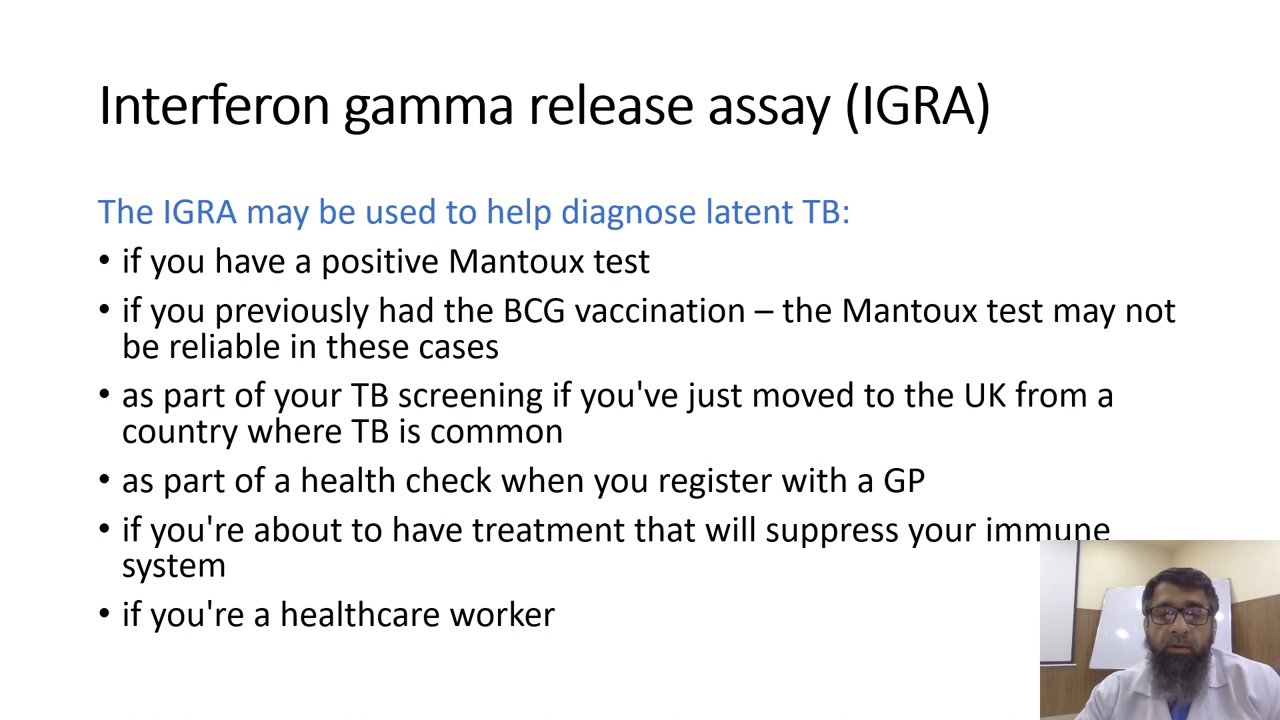 Interferon gamma release assay (IGRA)
The IGRA may be used to help diagnose latent TB:
• if you have a positive Mantoux test
• if you previously had the BCG vaccination – the Mantoux test may not
be reliable in these cases
• as part of your TB screening if you've just moved to the UK from a
country where TB is common
• as part of a health check when you register with a GP
• if you're about to have treatment that will suppress your immune
system
• if you're a healthcare worker